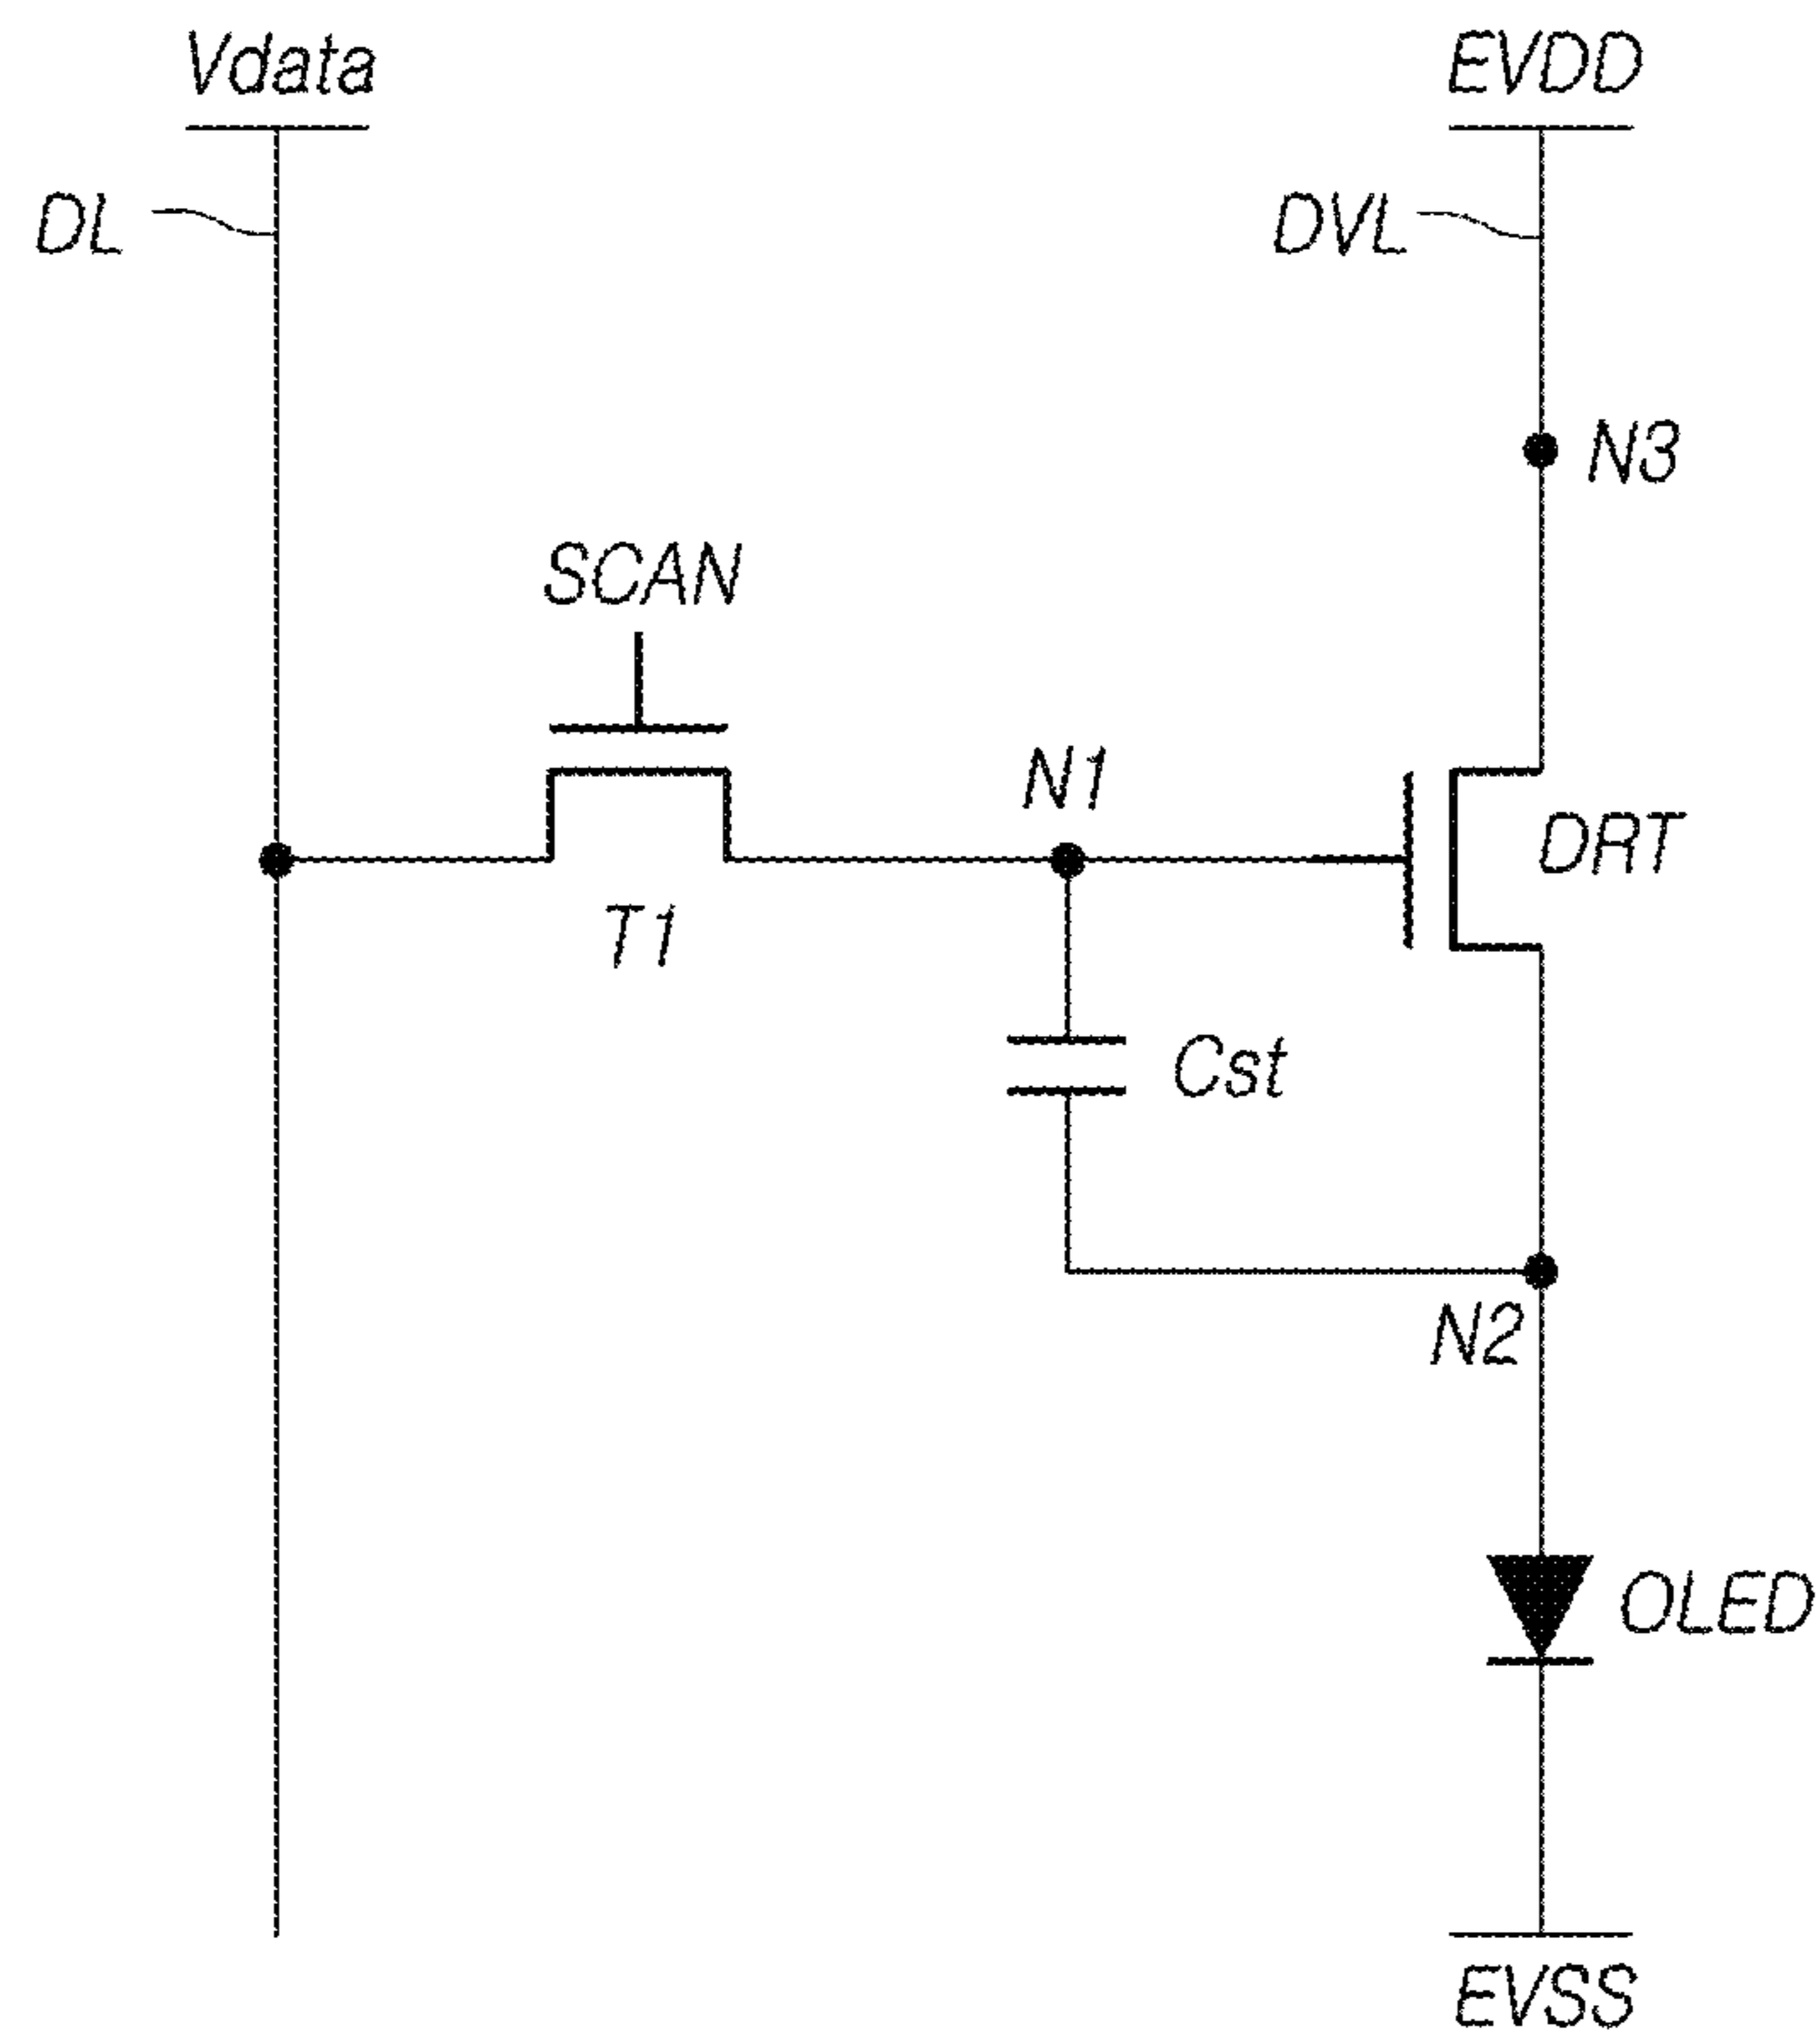 Vdata
EVDD
DL
DVL
N3
SCAN
N1
DRT
T1
Cst
N2
OLED
EVSS